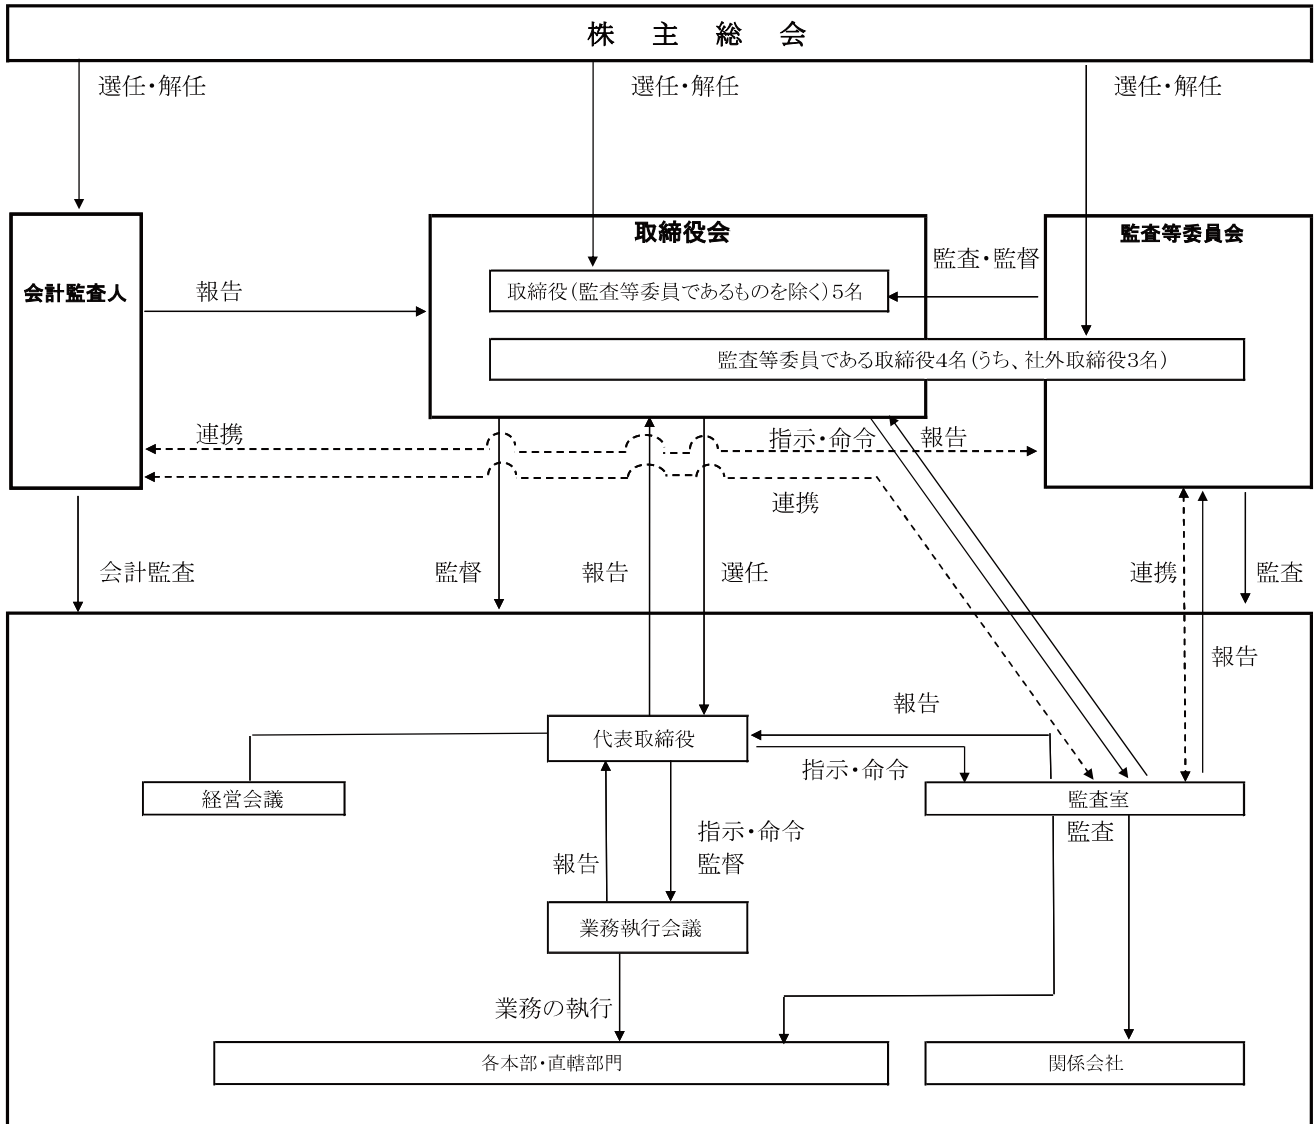 株主総会
選任・解任
選任・解任
選任・解任
取締役会
監査等委員会
監査・監督
会計監査人
報告
取締役(監査等委員であるものを除く)5名
監査等委員である取締役4名(うち、社外取締役3名)
連携
指示・命令
報告
連携
会計監査
監督
報告
選任
連携
監査
報告
報告
代表取締役
指示・命令
経営会議
監査室
指示・命令
監督
監査
報告
業務執行会議
業務の執行
各本部・直轄部門
関係会社